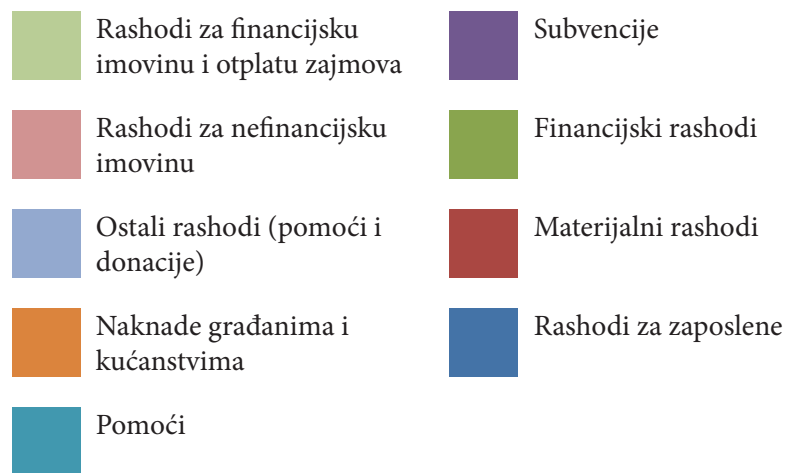 Rashodi za financijsku
imovinu i otplatu zajmova
Rashodi za nefinancijsku
imovinu
Ostali rashodi (pomoći i
donacije)
Naknade građanima i
kućanstvima
Pomoći
Subvencije
Financijski rashodi
Materijalni rashodi
Rashodi za zaposlene